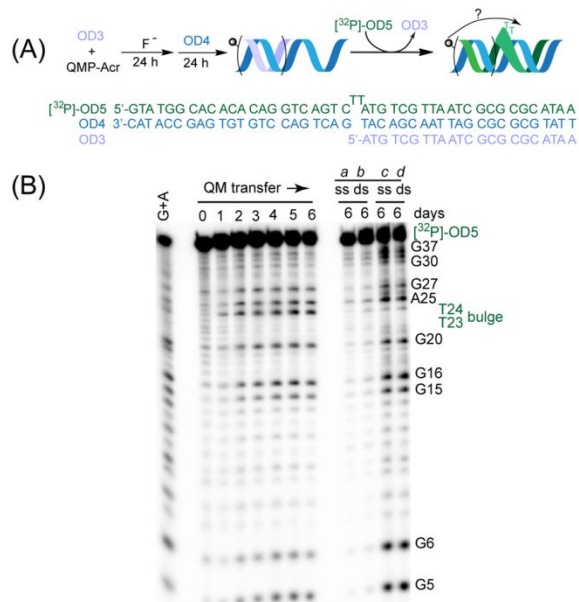 (A)
OD3
+
QMP-Acr
F⁻
24 h
OD4
24 h
[³²P]-OD5
OD3
?
TT
[³²P]-OD5 5'-GTA TGG CAC ACA CAG GTC AGT C TT ATG TCG TTA ATC GCG CGC ATA A
OD4 3'-CAT ACC GAG TGT GTC CAG TCA G TAC AGC AAT TAG CGC GCG TAT T
OD3 5'-ATG TCG TTA ATC GCG CGC ATA A
(B)
G+A
QM transfer
0 1 2 3 4 5 6
a b c d
ss ds ss ds
6 6 6 6 days
[³²P]-OD5
G37
G30
G27
A25
T24
T23
bulge
G20
G16
G15
G6
G5